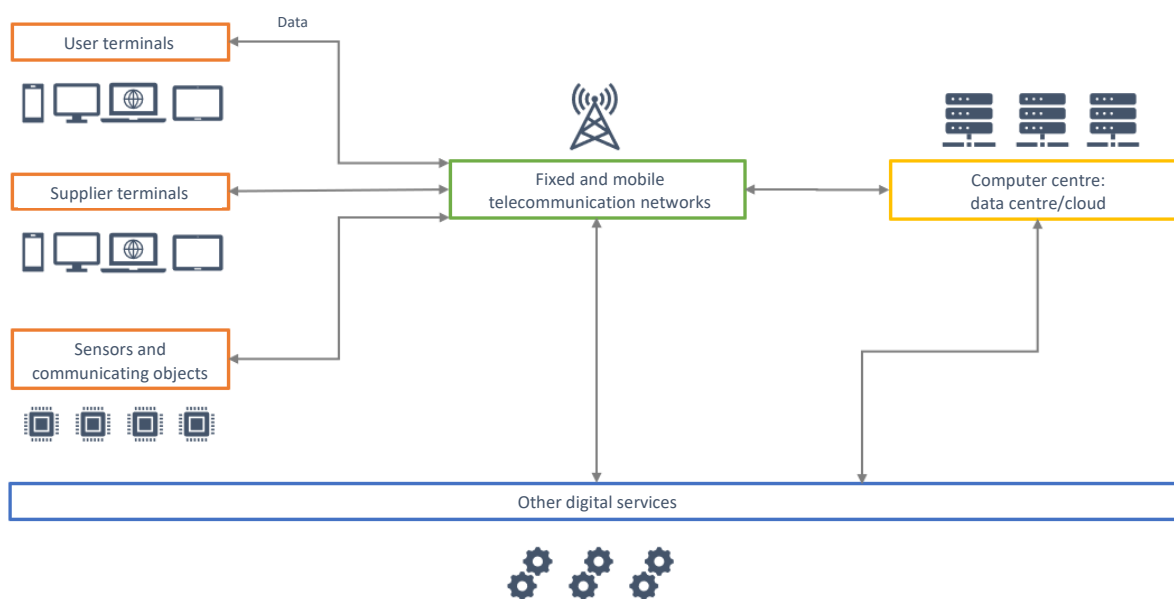 Data
User terminals
Supplier terminals
Fixed and mobile
telecommunication networks
Computer centre:
data centre/cloud
Sensors and
communicating objects
Other digital services